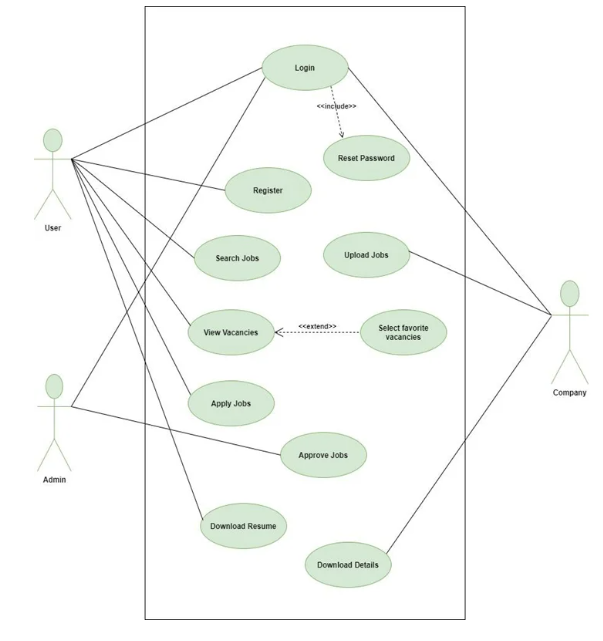 Login
<<include>>
Reset Password
Register
User
Search Jobs
Upload Jobs
View Vacancies
<<extend>>
Select favorite
vacancies
Company
Apply Jobs
Approve Jobs
Admin
Download Resume
Download Details